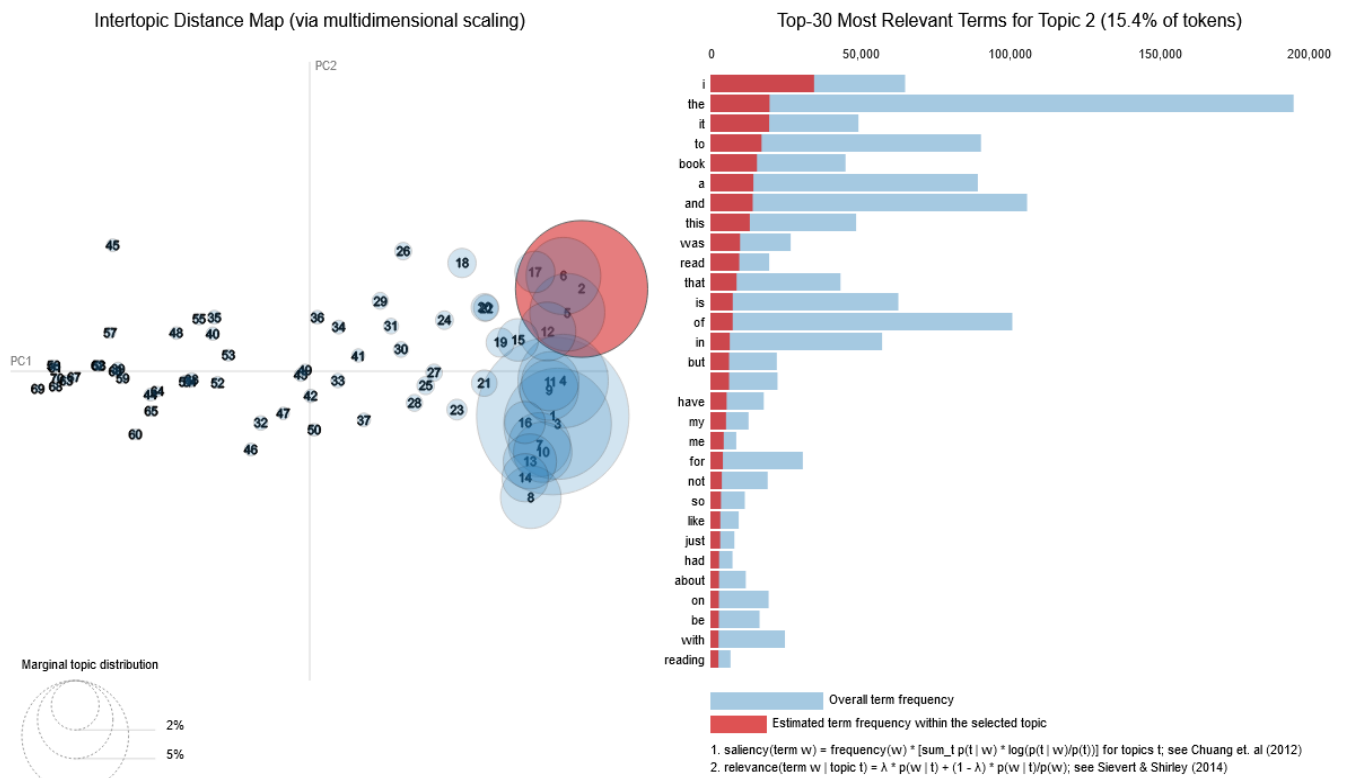 Intertopic Distance Map (via multidimensional scaling)
PC2
PC1
45
26
18
17
6
2
5
12
29
20
24
31
36
34
19
15
30
41
55
35
48
40
57
53
49
33
27
25
21
11
4
9
42
28
23
1
3
16
7
10
13
14
8
37
47
32
50
46
52
59
67
69
68
64
65
60
Marginal topic distribution
2%
5%
Top-30 Most Relevant Terms for Topic 2 (15.4% of tokens)
0 50,000 100,000 150,000 200,000
i
the
it
to
book
a
and
this
was
read
that
is
of
in
but
have
my
me
for
not
so
like
just
had
about
on
be
with
reading
Overall term frequency
Estimated term frequency within the selected topic
1. saliency(term w) = frequency(w) * [sum_t p(t | w) * log(p(t | w)/p(t))] for topics t; see Chuang et. al (2012)
2. relevance(term w | topic t) = λ * p(w | t) + (1 - λ) * p(w | t)/p(w); see Sievert & Shirley (2014)